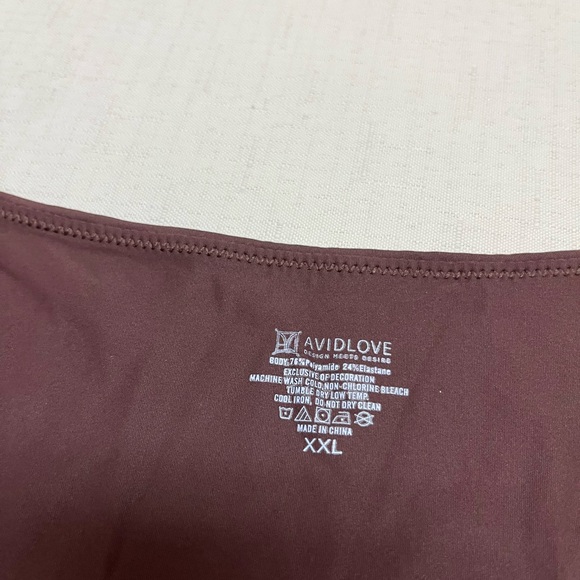 AVIDLOVE
DESIGN MEETS DESIRE
BODY:76%Polyamide 24%Elastane
EXCLUSIVE OF DECORATION
MACHINE WASH COLD,NON-CHLORINE BLEACH
TUMBLE DRY LOW TEMP.
COOL IRON, DO NOT DRY CLEAN
MADE IN CHINA
XXL